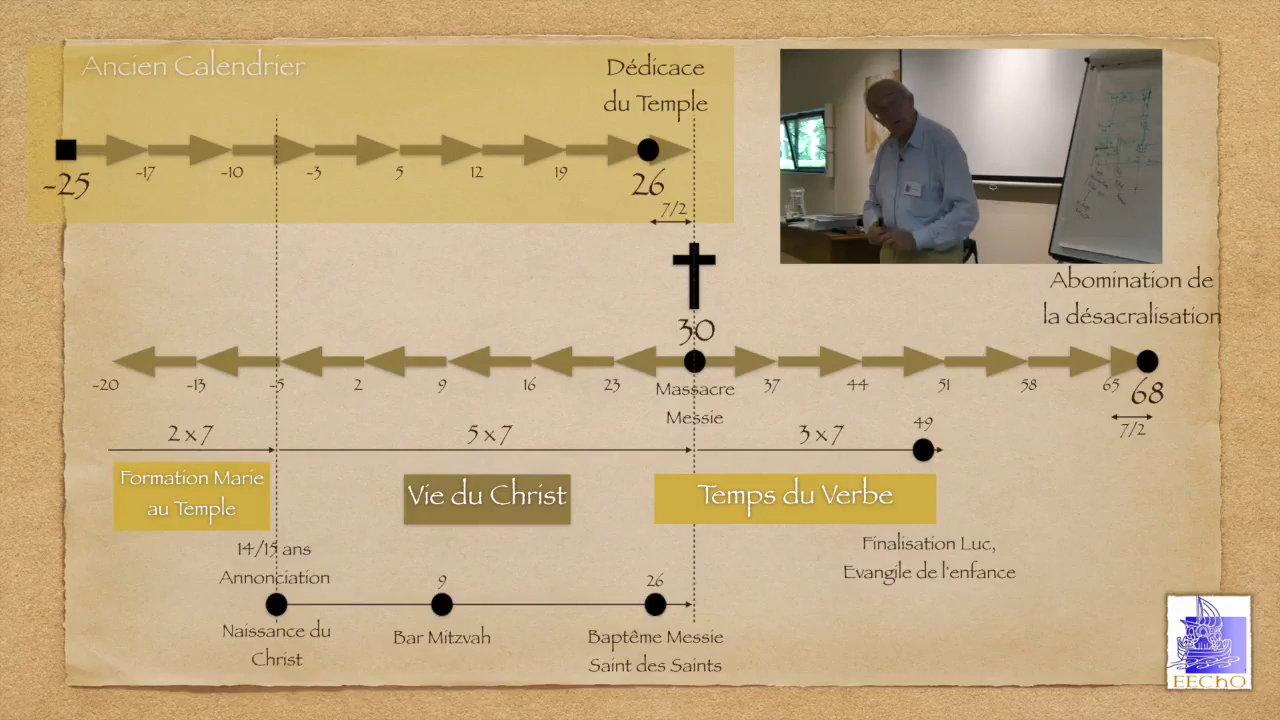 Ancien Calendrier
Dédicace
du Temple
-25
-17
-10
-3
5
12
19
26
7/2
Abomination de
la désacralisation
30
-20
-13
-5
2
9
16
23
Massacre
Messie
37
44
51
58
65
68
7/2
2 x 7
5 x 7
3 x 7
49
Formation Marie
au Temple
Vie du Christ
Temps du Verbe
14/15 ans
Annonciation
9
26
Finalisation Luc,
Evangile de l'enfance
Naissance du
Christ
Bar Mitzvah
Baptême Messie
Saint des Saints
EEChO